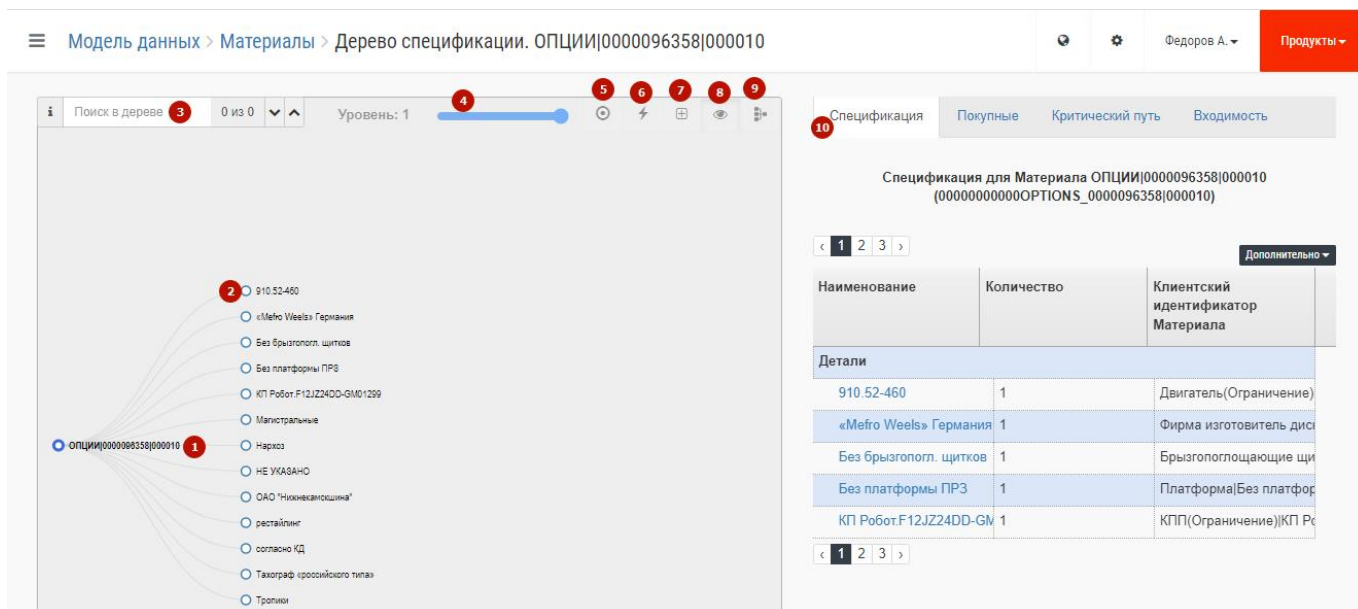 Модель данных > Материалы > Дерево спецификации. ОПЦИИ|0000096358|000010
Федоров А.
Продукты
i Поиск в дереве 3 0 из 0 Уровень: 1 4 5 6 7 8 9
10 Спецификация Покупные Критический путь Входимость
Спецификация для Материала ОПЦИИ|0000096358|000010
(00000000000OPTIONS_0000096358|000010)
‹ 1 2 3 ›
Дополнительно
Наименование Количество Клиентский
идентификатор
Материала
Детали
910.52-460 1 Двигатель(Ограничение)
«Mefro Weels» Германия 1 Фирма изготовитель дис
Без брызгопогл. щитков 1 Брызгопоглощающие щи
Без платформы ПРЗ 1 Платформа|Без платфор
КП Робот.F12JZ24DD-GM 1 КПП(Ограничение)|КП Ро
‹ 1 2 3 ›
2 910.52-460
«Mefro Weels» Германия
Без брызгопогл. щитков
Без платформы ПРЗ
КП Робот.F12JZ24DD-GM01299
Магистральные
ОПЦИИ|0000096358|000010 1
Нархоз
НЕ УКАЗАНО
ОАО "Нижнекамскшина"
рестайлинг
согласно КД
Тахограф «российского типа»
Тропики